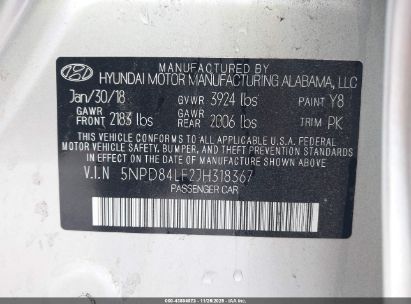 MANUFACTURED BY
HYUNDAI MOTOR MANUFACTURING ALABAMA, LLC
Jan/30/18 GVWR 3924 lbs PAINT Y8
GAWR FRONT 2183 lbs GAWR REAR 2006 lbs TRIM PK
THIS VEHICLE CONFORMS TO ALL APPLICABLE U.S.A. FEDERAL
MOTOR VEHICLE SAFETY, BUMPER, AND THEFT PREVENTION STANDARDS
IN EFFECT ON THE DATE OF MANUFACTURE SHOWN ABOVE.
V.I.N 5NPD84LF2JH318367
PASSENGER CAR